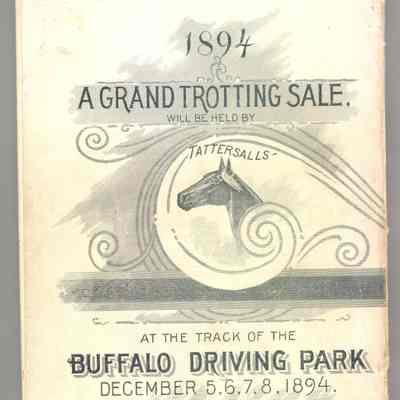 1894
A GRAND TROTTING SALE.
WILL BE HELD BY
TATTERSALLS
AT THE TRACK OF THE
BUFFALO DRIVING PARK
DECEMBER 5,6,7,8,1894.